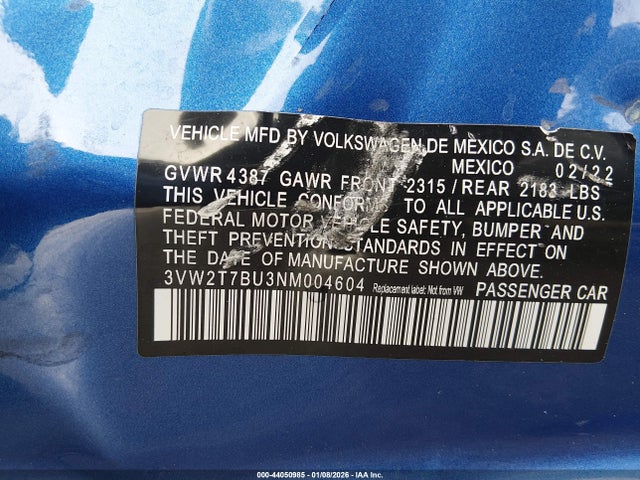 VEHICLE MFD BY VOLKSWAGEN DE MEXICO S.A. DE C.V.
MEXICO 02/22
GVWR 4387 GAWR FRONT 2315 / REAR 2183 LBS
THIS VEHICLE CONFORMS TO ALL APPLICABLE U.S.
FEDERAL MOTOR VEHICLE SAFETY, BUMPER AND
THEFT PREVENTION STANDARDS IN EFFECT ON
THE DATE OF MANUFACTURE SHOWN ABOVE.
3VW2T7BU3NM004604 Replacement label: Not from VW PASSENGER CAR
000-44050985 - 01/08/2026 - IAA Inc.